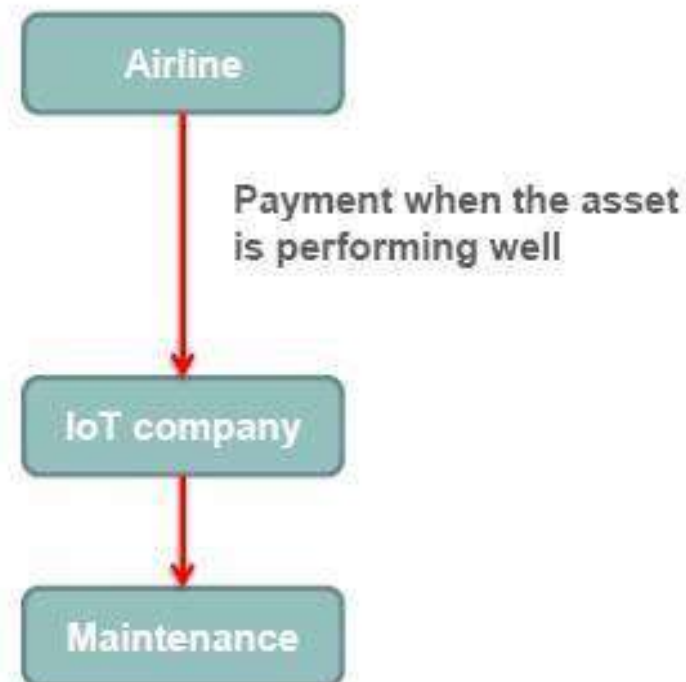 Airline
Payment when the asset
is performing well
IoT company
Maintenance